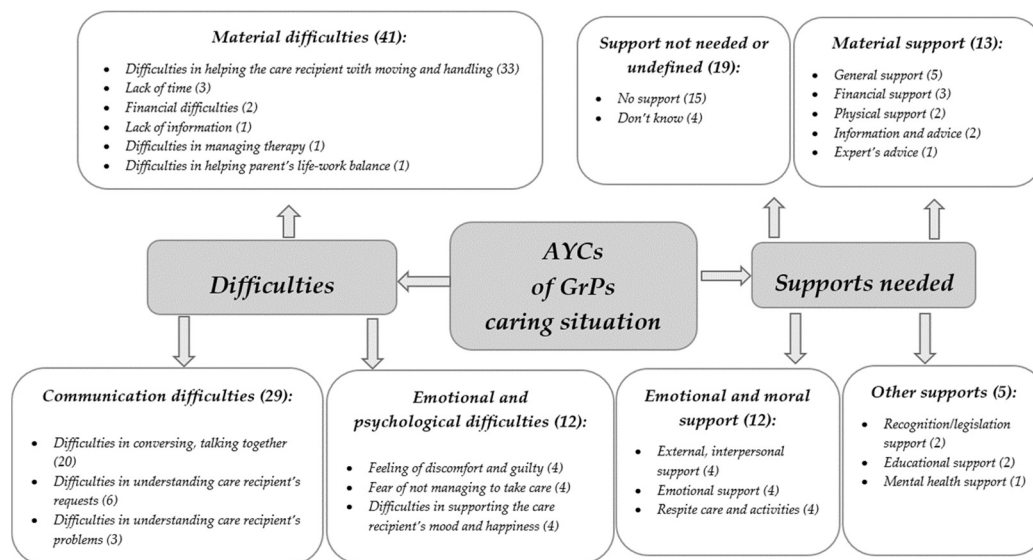 Material difficulties (41):
• Difficulties in helping the care recipient with moving and handling (33)
• Lack of time (3)
• Financial difficulties (2)
• Lack of information (1)
• Difficulties in managing therapy (1)
• Difficulties in helping parent's life-work balance (1)
Support not needed or
undefined (19):
• No support (15)
• Don't know (4)
Material support (13):
• General support (5)
• Financial support (3)
• Physical support (2)
• Information and advice (2)
• Expert's advice (1)
Difficulties
AYCs
of GrPs
caring situation
Supports needed
Communication difficulties (29):
• Difficulties in conversing, talking together
(20)
• Difficulties in understanding care recipient's
requests (6)
• Difficulties in understanding care recipient's
problems (3)
Emotional and
psychological difficulties (12):
• Feeling of discomfort and guilty (4)
• Fear of not managing to take care (4)
• Difficulties in supporting the care
recipient's mood and happiness (4)
Emotional and moral
support (12):
• External, interpersonal
support (4)
• Emotional support (4)
• Respite care and activities (4)
Other supports (5):
• Recognition/legislation
support (2)
• Educational support (2)
• Mental health support (1)